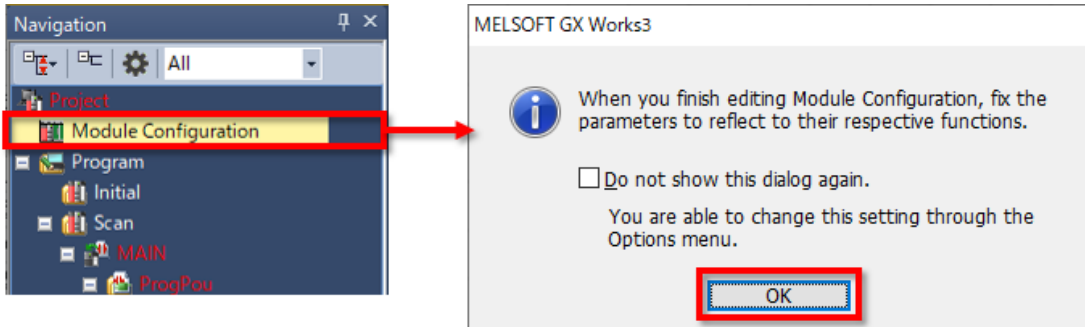 Navigation
All
Project
Module Configuration
Program
Initial
Scan
MAIN
ProgPou
MELSOFT GX Works3
When you finish editing Module Configuration, fix the
parameters to reflect to their respective functions.
Do not show this dialog again.
You are able to change this setting through the
Options menu.
OK